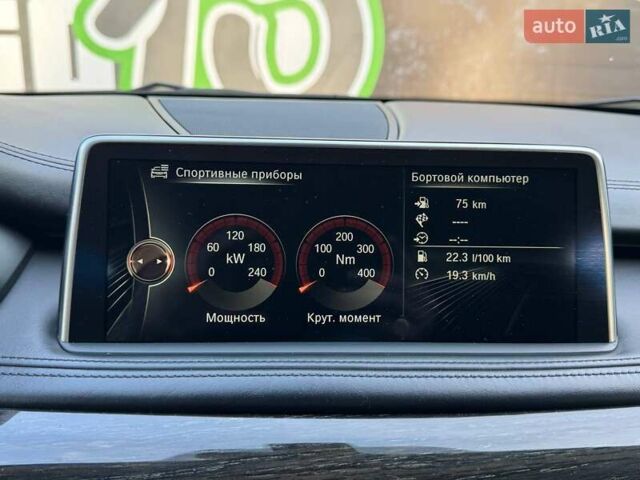 auto RIA
.com
Спортивные приборы
Бортовой компьютер
75 km
----
--:--
22.3 l/100 km
19.3 km/h
120
60 180
kW
0 240
Мощность
200
100 300
Nm
0 400
Крут. момент